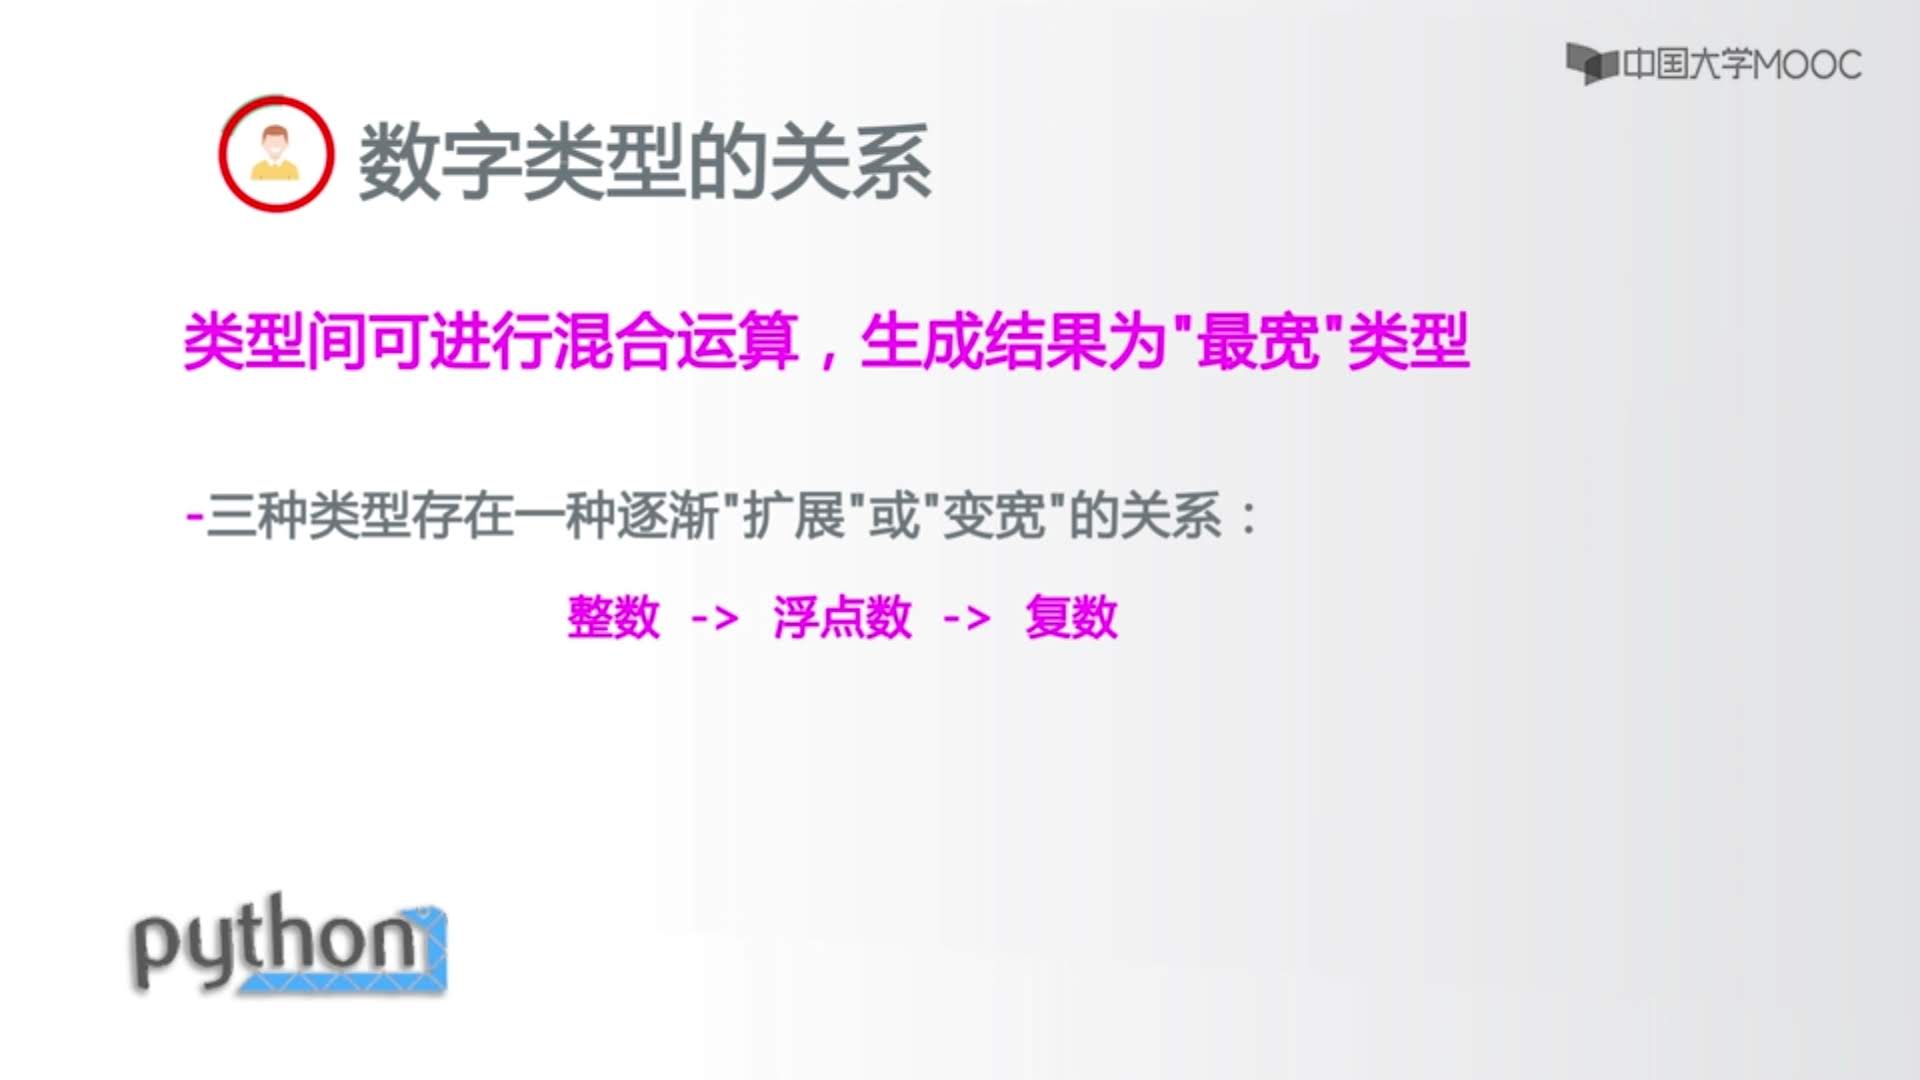 中国大学MOOC
数字类型的关系
类型间可进行混合运算，生成结果为"最宽"类型
-三种类型存在一种逐渐"扩展"或"变宽"的关系：
整数 -> 浮点数 -> 复数
python